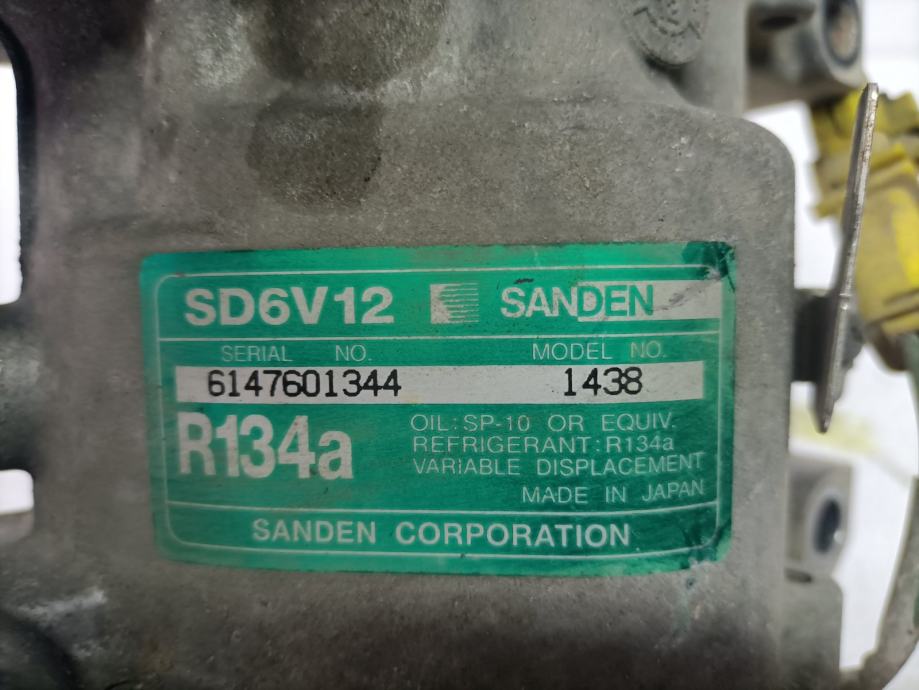 SD6V12 SANDEN
SERIAL NO. MODEL NO.
6147601344 1438
R134a
OIL:SP-10 OR EQUIV.
REFRIGERANT:R134a
VARIABLE DISPLACEMENT
MADE IN JAPAN
SANDEN CORPORATION